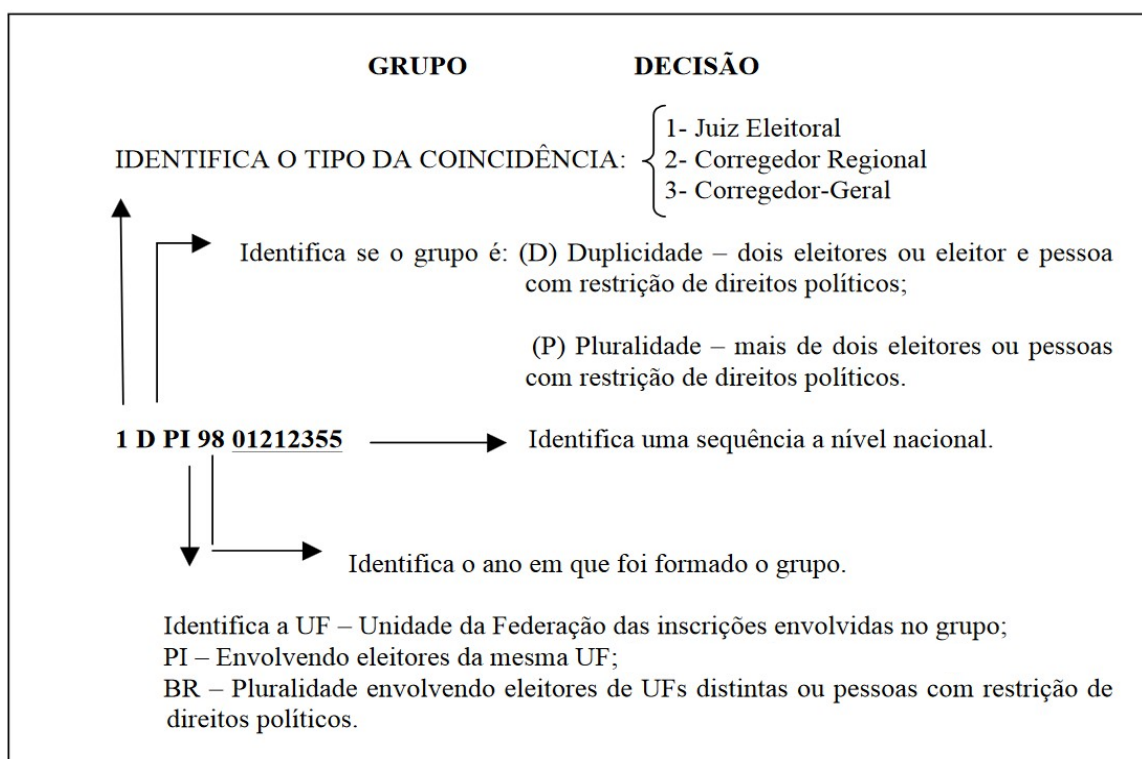 GRUPO DECISÃO
1- Juiz Eleitoral
IDENTIFICA O TIPO DA COINCIDÊNCIA: 2- Corregedor Regional
3- Corregedor-Geral
Identifica se o grupo é: (D) Duplicidade – dois eleitores ou eleitor e pessoa
com restrição de direitos políticos;
(P) Pluralidade – mais de dois eleitores ou pessoas
com restrição de direitos políticos.
1 D PI 98 01212355 Identifica uma sequência a nível nacional.
Identifica o ano em que foi formado o grupo.
Identifica a UF – Unidade da Federação das inscrições envolvidas no grupo;
PI – Envolvendo eleitores da mesma UF;
BR – Pluralidade envolvendo eleitores de UFs distintas ou pessoas com restrição de
direitos políticos.